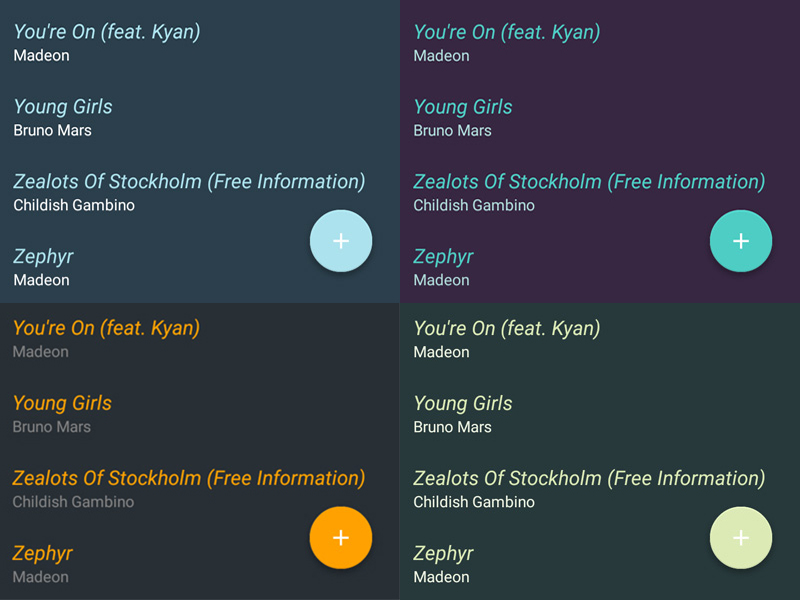 You're On (feat. Kyan)
Madeon
Young Girls
Bruno Mars
Zealots Of Stockholm (Free Information)
Childish Gambino
Zephyr
Madeon
+
You're On (feat. Kyan)
Madeon
Young Girls
Bruno Mars
Zealots Of Stockholm (Free Information)
Childish Gambino
Zephyr
Madeon
+
You're On (feat. Kyan)
Madeon
Young Girls
Bruno Mars
Zealots Of Stockholm (Free Information)
Childish Gambino
Zephyr
Madeon
+
You're On (feat. Kyan)
Madeon
Young Girls
Bruno Mars
Zealots Of Stockholm (Free Information)
Childish Gambino
Zephyr
Madeon
+